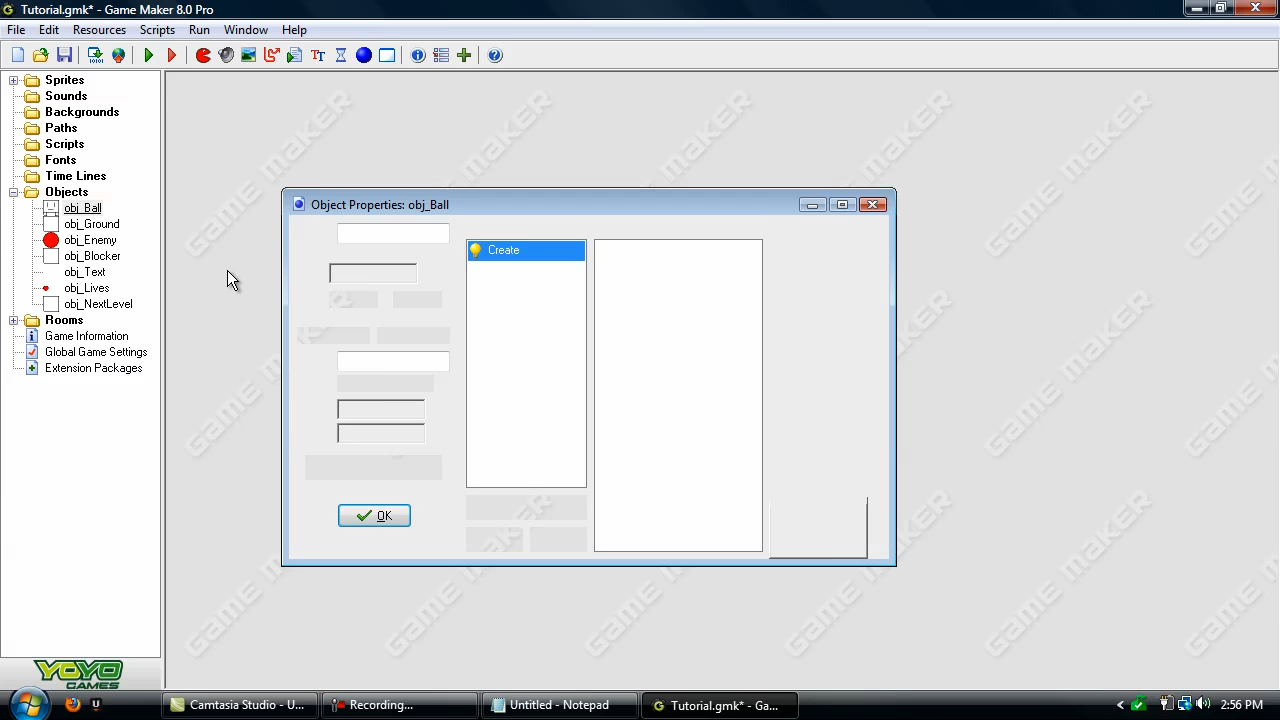 Tutorial.gmk* - Game Maker 8.0 Pro
File Edit Resources Scripts Run Window Help
Sprites
Sounds
Backgrounds
Paths
Scripts
Fonts
Time Lines
Objects
obj_Ball
obj_Ground
obj_Enemy
obj_Blocker
obj_Text
obj_Lives
obj_NextLevel
Rooms
Game Information
Global Game Settings
Extension Packages
Object Properties: obj_Ball
Create
OK
GAME MAKER
YOYO
GAMES
Camtasia Studio - U... Recording... Untitled - Notepad Tutorial.gmk* - Ga... 2:56 PM